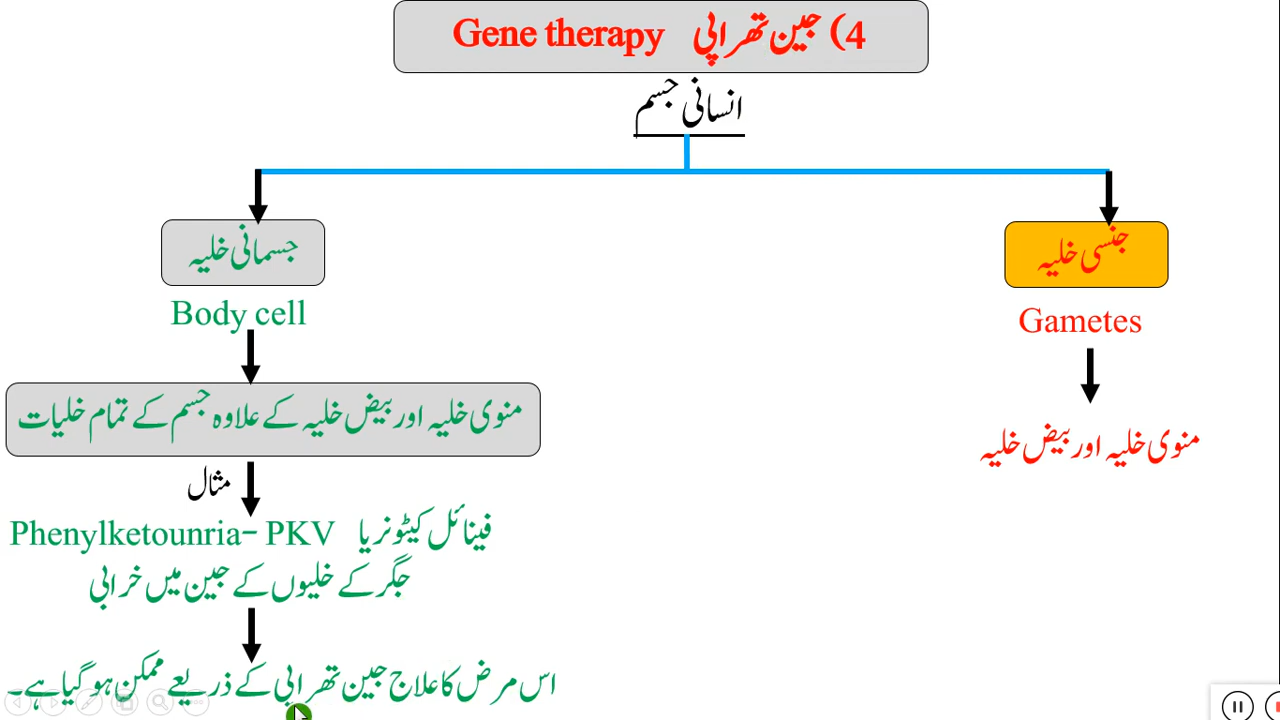 4) جین تھراپی Gene therapy
انسانی جسم
جنسی خلیہ
Gametes
منوی خلیہ اور بیض خلیہ
جسمانی خلیہ
Body cell
منوی خلیہ اور بیض خلیہ کے علاوہ جسم کے تمام خلیات
مثال
فینائل کیٹونریا Phenylketounria- PKV
جگر کے خلیوں کے جین میں خرابی
اس مرض کا علاج جین تھراپی کے ذریعے ممکن ہو گیا ہے۔